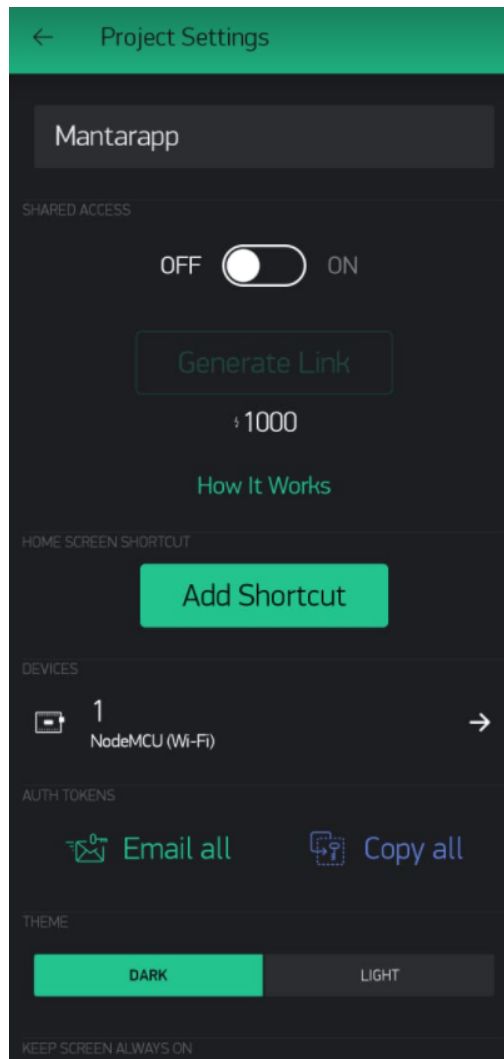 Project Settings
Mantarapp
SHARED ACCESS
OFF ON
Generate Link
1000
How It Works
HOME SCREEN SHORTCUT
Add Shortcut
DEVICES
1
NodeMCU (Wi-Fi)
AUTH TOKENS
Email all Copy all
THEME
DARK LIGHT
KEEP SCREEN ALWAYS ON